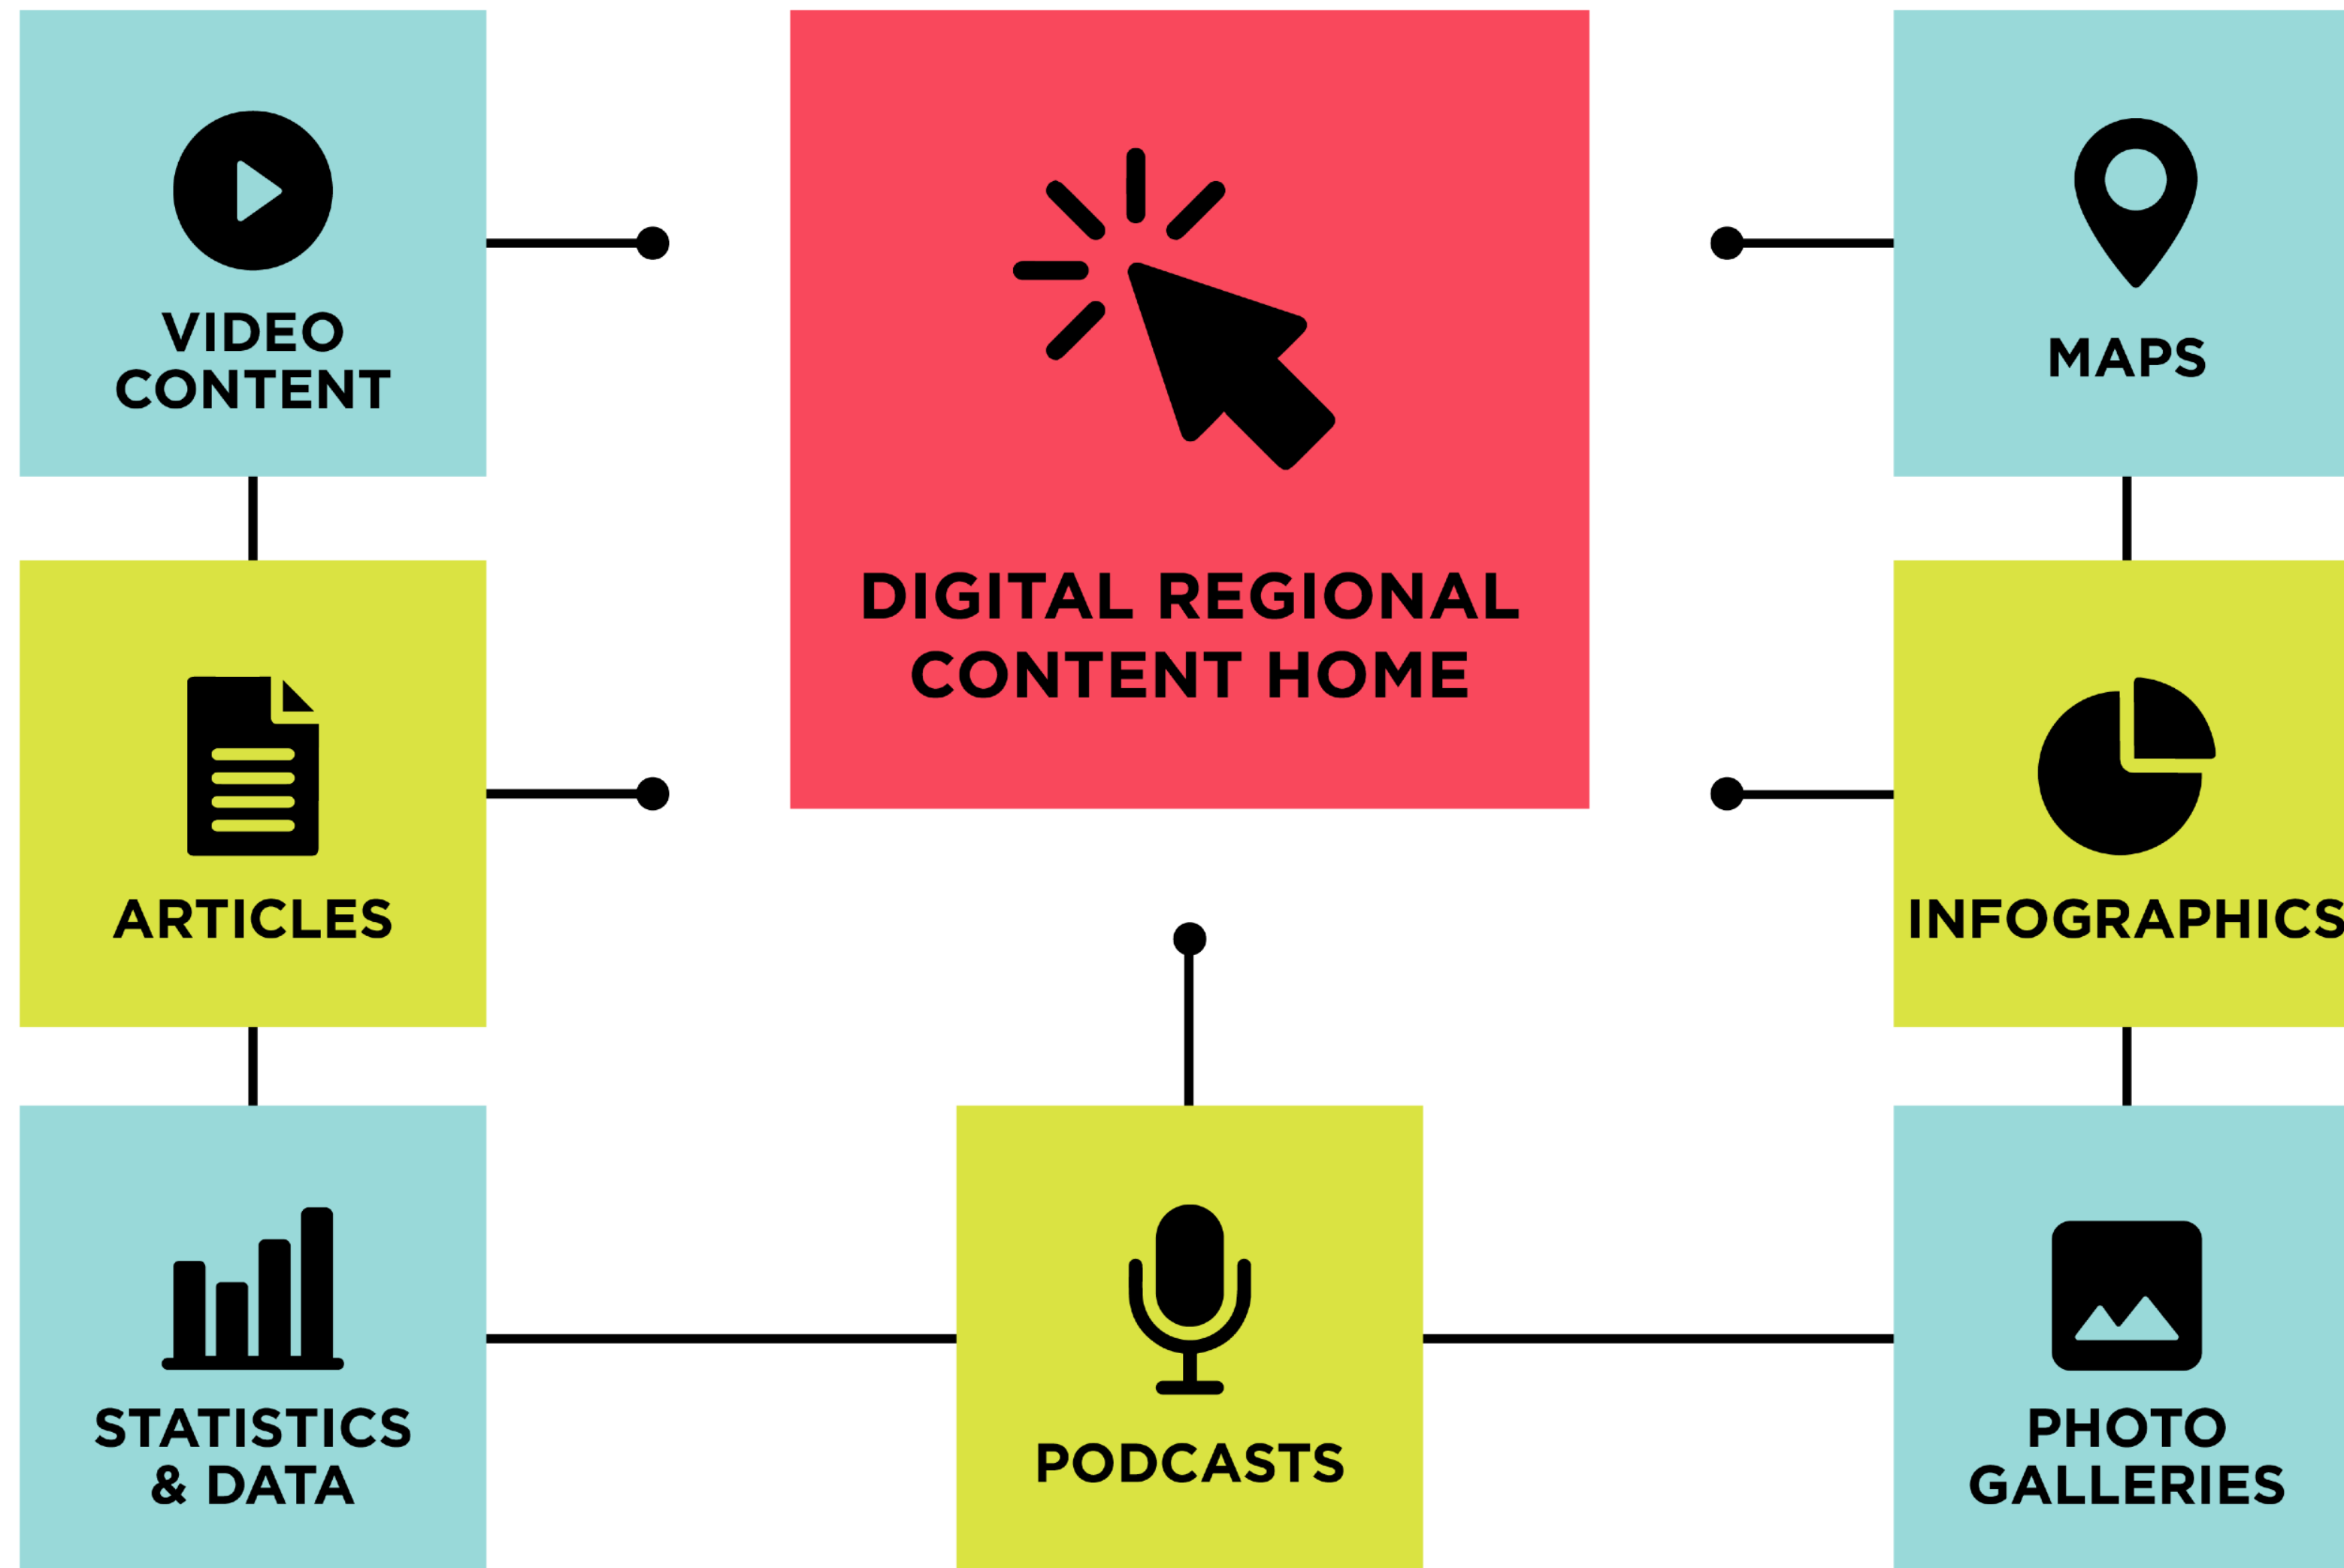 VIDEO
CONTENT
DIGITAL REGIONAL
CONTENT HOME
MAPS
ARTICLES
INFOGRAPHICS
STATISTICS
& DATA
PODCASTS
PHOTO
GALLERIES